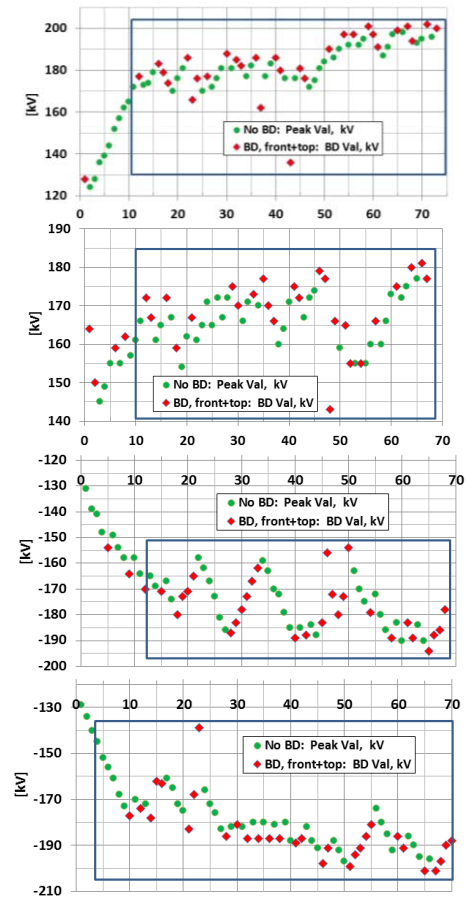 200
180
160
140
120
[kV]
No BD: Peak Val, kV
BD, front+top: BD Val, kV
0 10 20 30 40 50 60 70
190
180
170
160
150
140
[kV]
No BD: Peak Val, kV
BD, front+top: BD Val, kV
0 10 20 30 40 50 60 70
-120
0 10 20 30 40 50 60 70
-130
-140
-150
-160
-170
-180
-190
-200
[kV]
No BD: Peak Val, kV
BD, front+top: BD Val, kV
0 10 20 30 40 50 60 70
-130
-150
-170
-190
-210
[kV]
No BD: Peak Val, kV
BD, front+top: BD Val, kV